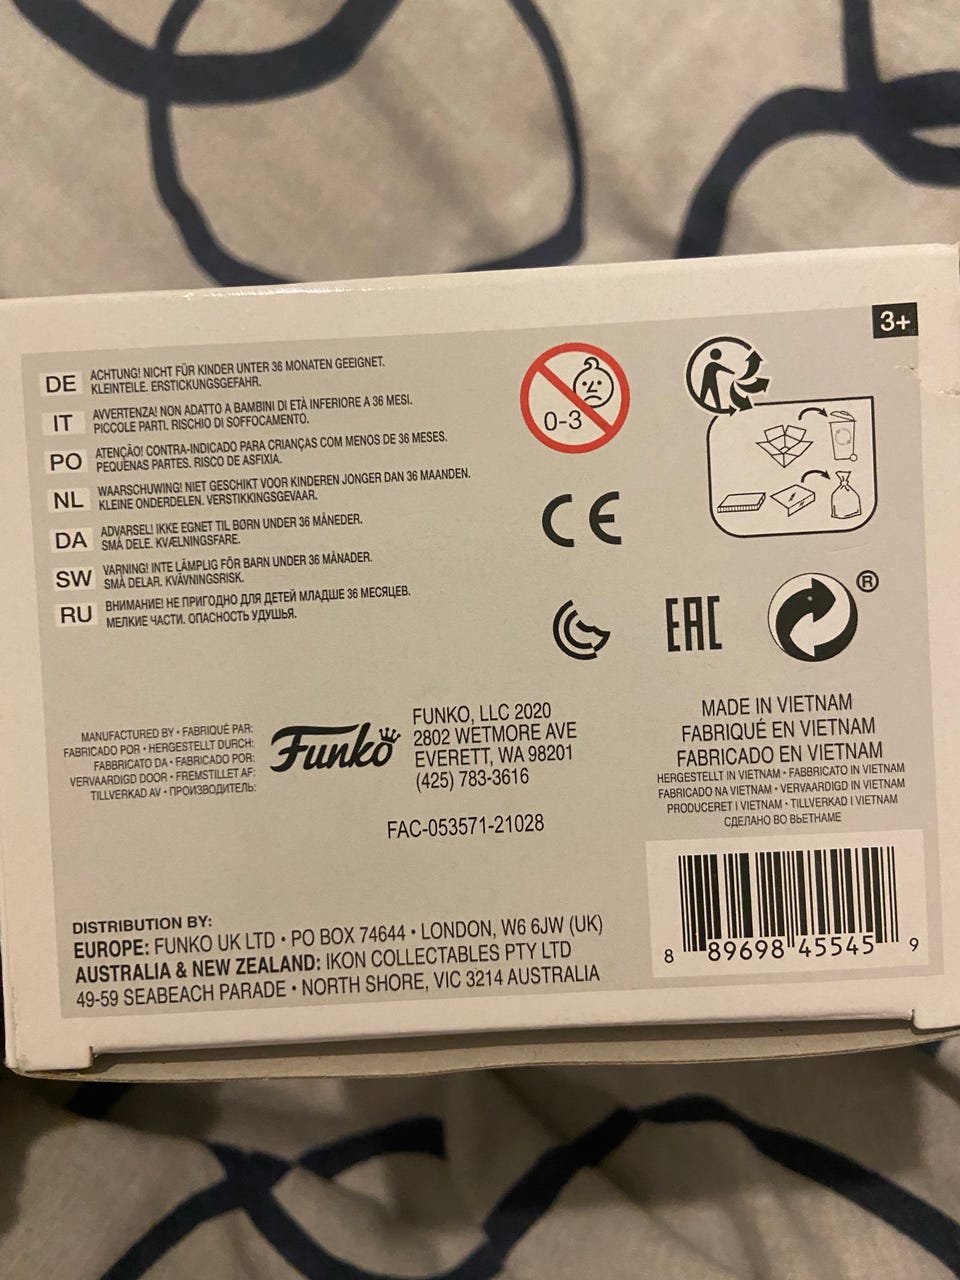 3+
DE
ACHTUNG! NICHT FÜR KINDER UNTER 36 MONATEN GEEIGNET.
KLEINTEILE. ERSTICKUNGSGEFAHR.
IT
AVVERTENZA! NON ADATTO A BAMBINI DI ETÀ INFERIORE A 36 MESI.
PICCOLE PARTI. RISCHIO DI SOFFOCAMENTO.
PO
ATENÇÃO! CONTRA-INDICADO PARA CRIANÇAS COM MENOS DE 36 MESES.
PEQUENAS PARTES. RISCO DE ASFIXIA.
NL
WAARSCHUWING! NIET GESCHIKT VOOR KINDEREN JONGER DAN 36 MAANDEN.
KLEINE ONDERDELEN. VERSTIKKINGSGEVAAR.
DA
ADVARSEL! IKKE EGNET TIL BØRN UNDER 36 MÅNEDER.
SMÅ DELE. KVÆLNINGSFARE.
SW
VARNING! INTE LÄMPLIG FÖR BARN UNDER 36 MÅNADER.
SMÅ DELAR. KVÄVNINGSRISK.
RU
ВНИМАНИЕ! НЕ ПРИГОДНО ДЛЯ ДЕТЕЙ МЛАДШЕ 36 МЕСЯЦЕВ.
МЕЛКИЕ ЧАСТИ. ОПАСНОСТЬ УДУШЬЯ.
0-3
CE
EAC
®
MANUFACTURED BY • FABRIQUÉ PAR:
FABRICADO POR • HERGESTELLT DURCH:
FABBRICATO DA • FABRICADO POR:
VERVAARDIGD DOOR • FREMSTILLET AF:
TILLVERKAD AV • ПРОИЗВОДИТЕЛЬ:
Funko
FUNKO, LLC 2020
2802 WETMORE AVE
EVERETT, WA 98201
(425) 783-3616
FAC-053571-21028
MADE IN VIETNAM
FABRIQUÉ EN VIETNAM
FABRICADO EN VIETNAM
HERGESTELLT IN VIETNAM • FABBRICATO IN VIETNAM
FABRICADO NA VIETNAM • VERVAARDIGD IN VIETNAM
PRODUCERET I VIETNAM • TILLVERKAD I VIETNAM
СДЕЛАНО ВО ВЬЕТНАМЕ
DISTRIBUTION BY:
EUROPE: FUNKO UK LTD • PO BOX 74644 • LONDON, W6 6JW (UK)
AUSTRALIA & NEW ZEALAND: IKON COLLECTABLES PTY LTD
49-59 SEABEACH PARADE • NORTH SHORE, VIC 3214 AUSTRALIA
8 89698 45545 9